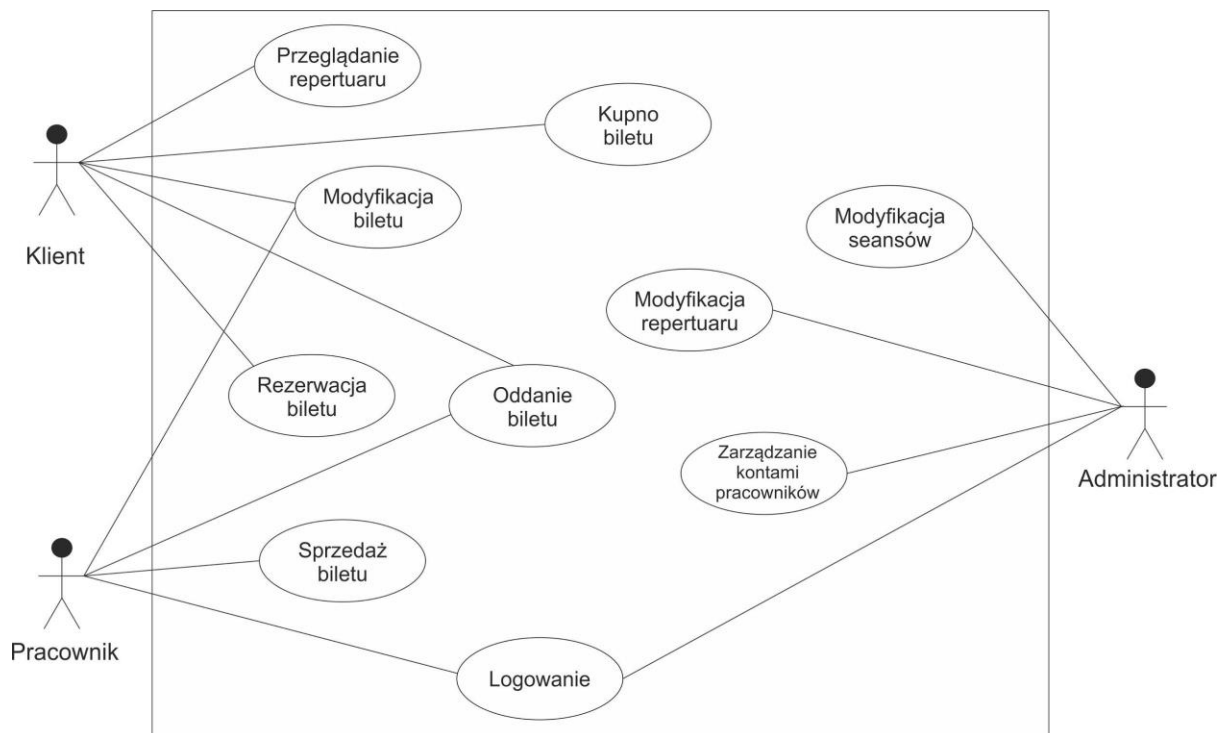 Przeglądanie
repertuaru
Kupno
biletu
Klient
Modyfikacja
biletu
Modyfikacja
seansów
Modyfikacja
repertuaru
Rezerwacja
biletu
Oddanie
biletu
Zarządzanie
kontami
pracowników
Administrator
Sprzedaż
biletu
Pracownik
Logowanie